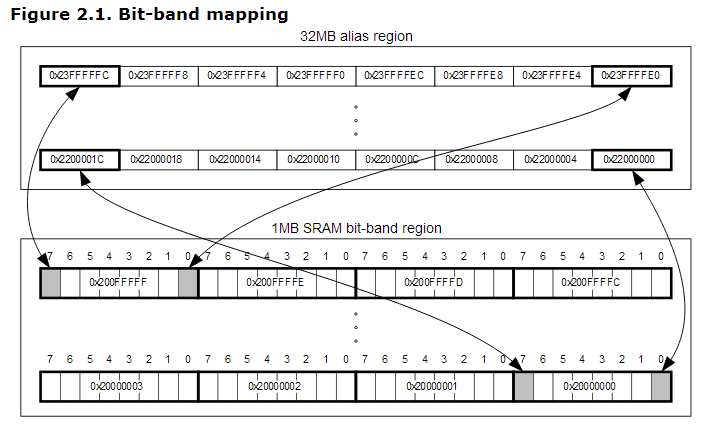 Figure 2.1. Bit-band mapping
32MB alias region
0x23FFFFFC 0x23FFFFF8 0x23FFFFF4 0x23FFFFF0 0x23FFFFEC 0x23FFFFE8 0x23FFFFE4 0x23FFFFE0
0x2200001C 0x22000018 0x22000014 0x22000010 0x2200000C 0x22000008 0x22000004 0x22000000
1MB SRAM bit-band region
7 6 5 4 3 2 1 0 7 6 5 4 3 2 1 0 7 6 5 4 3 2 1 0 7 6 5 4 3 2 1 0
0x200FFFFF 0x200FFFFE 0x200FFFFD 0x200FFFFC
7 6 5 4 3 2 1 0 7 6 5 4 3 2 1 0 7 6 5 4 3 2 1 0 7 6 5 4 3 2 1 0
0x20000003 0x20000002 0x20000001 0x20000000